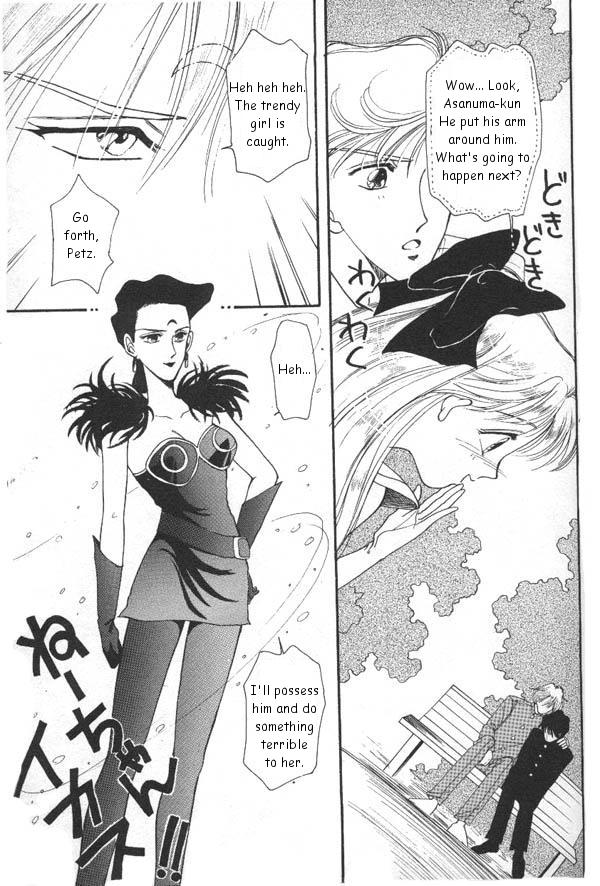 Wow... Look,
Asanuma-kun
He put his arm
around him.
What's going to
happen next?
どき
どき
わく
わく
Heh heh heh.
The trendy
girl is
caught.
Go
forth,
Petz.
Heh...
I'll possess
him and do
something
terrible
to her.
ねーちゃん
イカス!!